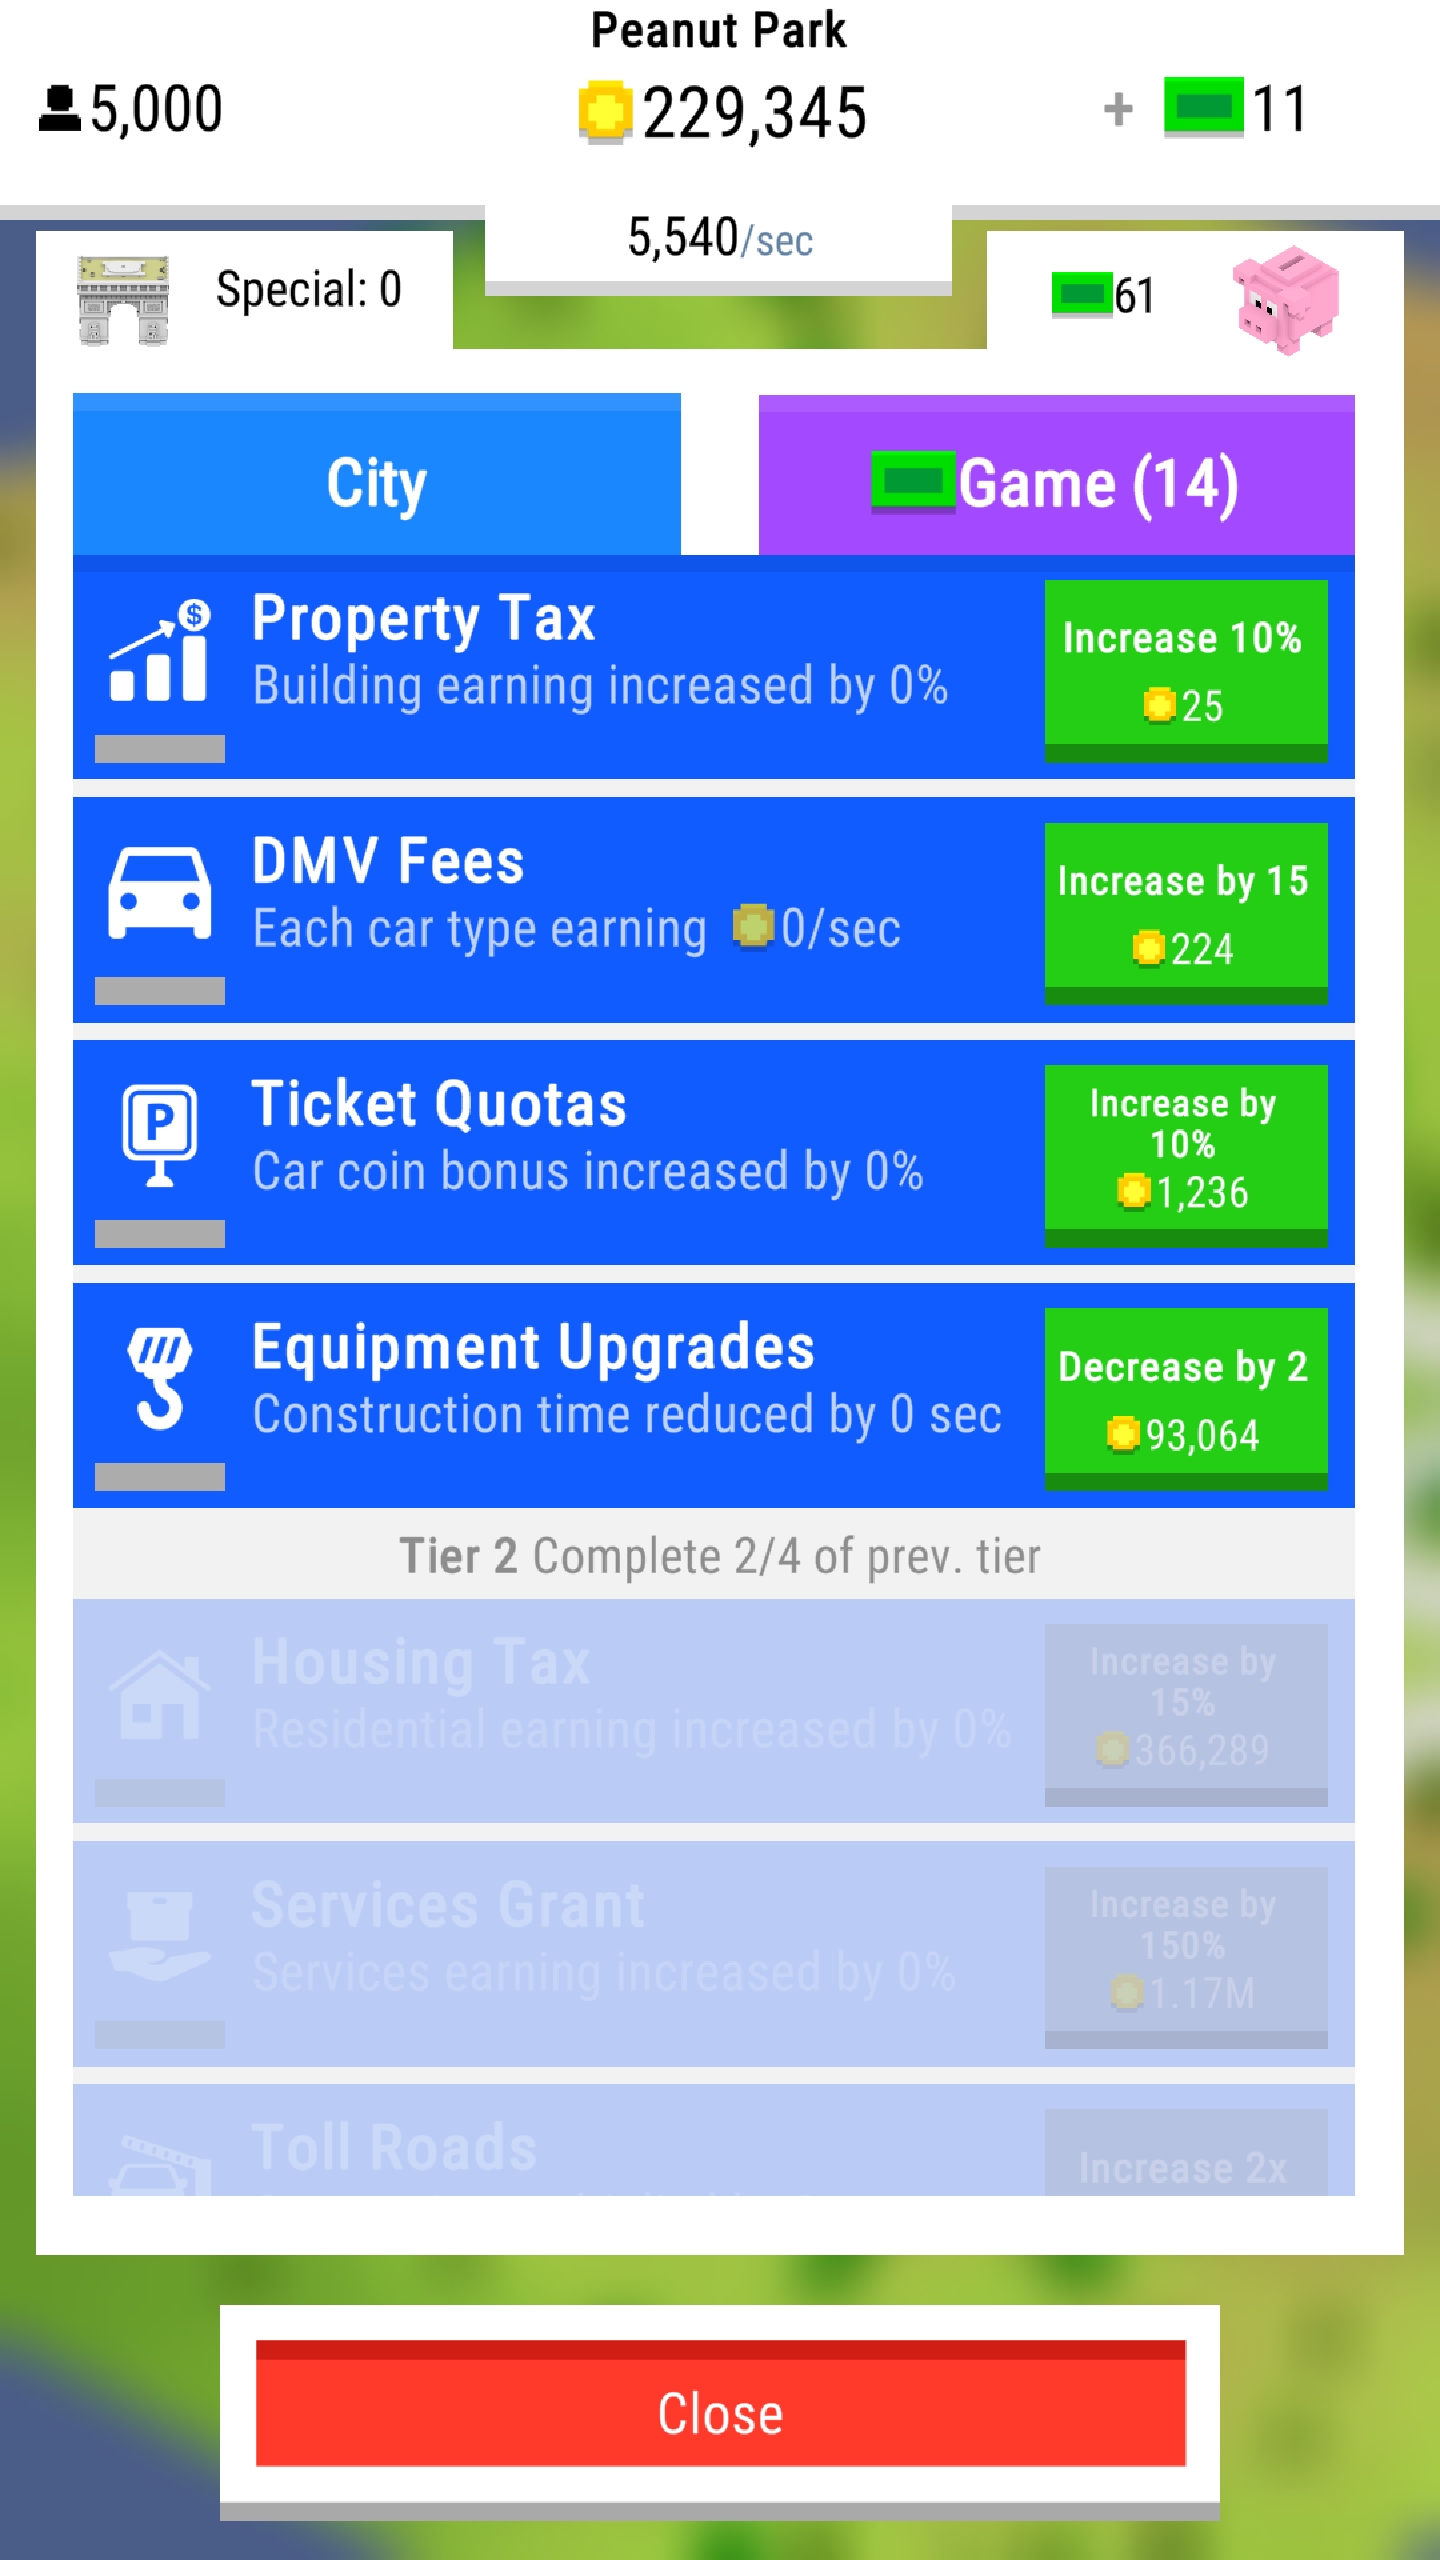 Peanut Park
5,000
229,345
+ 11
5,540/sec
Special: 0
61
City
Game (14)
Property Tax
Building earning increased by 0%
Increase 10%
25
DMV Fees
Each car type earning 0/sec
Increase by 15
224
Ticket Quotas
Car coin bonus increased by 0%
Increase by
10%
1,236
Equipment Upgrades
Construction time reduced by 0 sec
Decrease by 2
93,064
Tier 2 Complete 2/4 of prev. tier
Housing Tax
Residential earning increased by 0%
Increase by
15%
366,289
Services Grant
Services earning increased by 0%
Increase by
150%
1.17M
Toll Roads
Increase 2x
Close